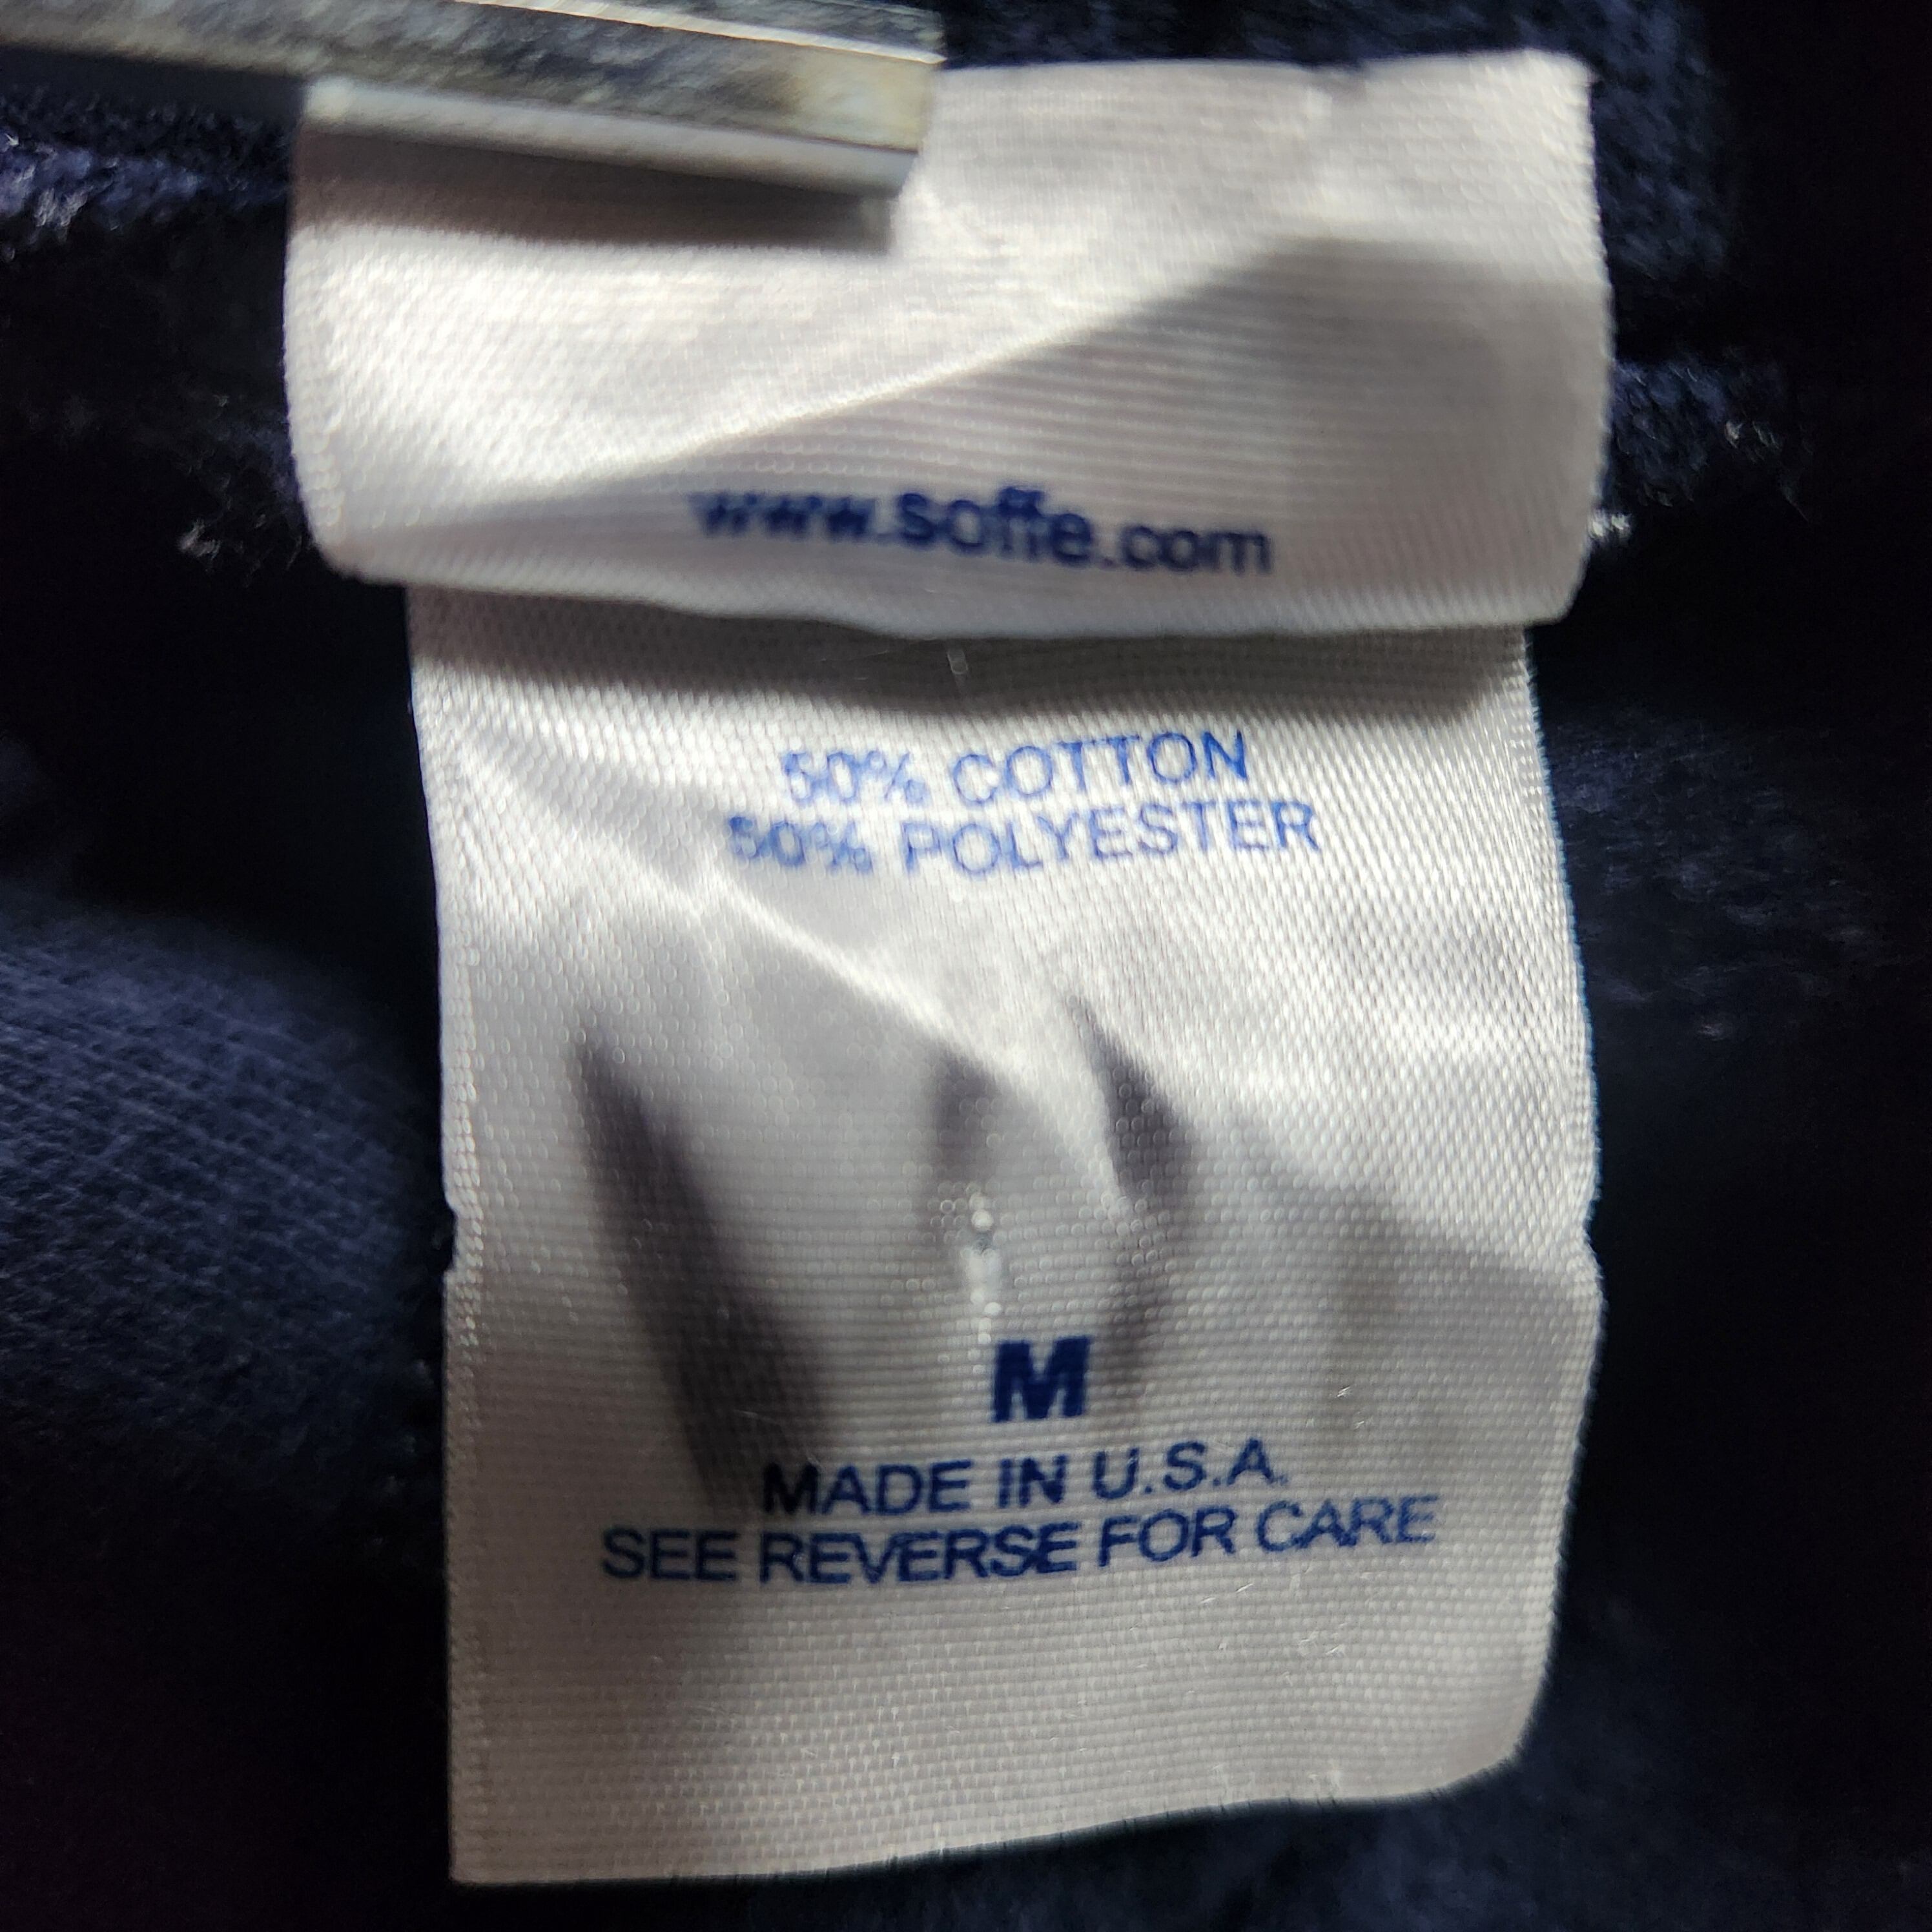 www.soffe.com
50% COTTON
50% POLYESTER
M
MADE IN U.S.A.
SEE REVERSE FOR CARE